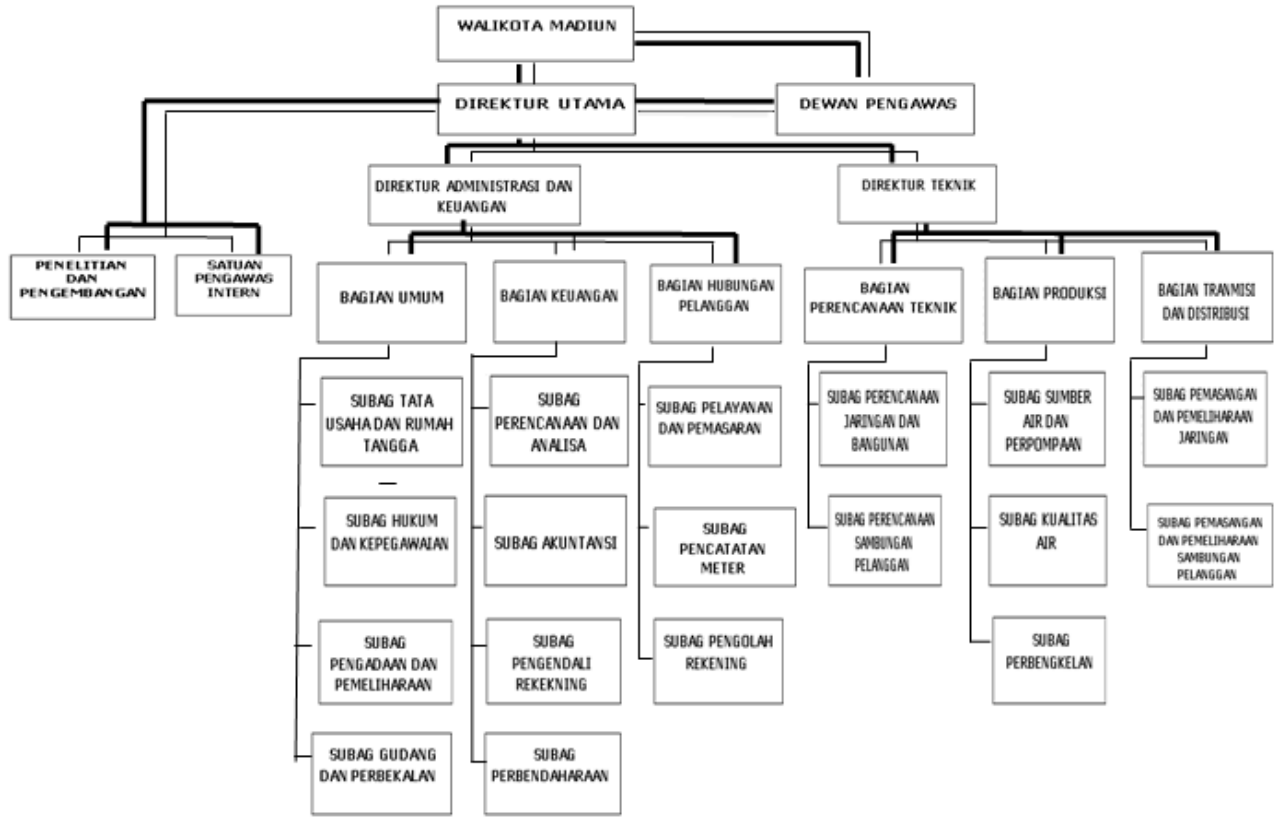 WALIKOTA MADIUN
DIREKTUR UTAMA
DEWAN PENGAWAS
DIREKTUR ADMINISTRASI DAN
KEUANGAN
DIREKTUR TEKNIK
PENELITIAN
DAN
PENGEMBANGAN
SATUAN
PENGAWAS
INTERN
BAGIAN UMUM
BAGIAN KEUANGAN
BAGIAN HUBUNGAN
PELANGGAN
BAGIAN
PERENCANAAN TEKNIK
BAGIAN PRODUKSI
BAGIAN TRANMISI
DAN DISTRIBUSI
SUBAG TATA
USAHA DAN RUMAH
TANGGA
SUBAG
PERENCANAAN DAN
ANALISA
SUBAG PELAYANAN
DAN PEMASARAN
SUBAG PERENCANAAN
JARINGAN DAN
BANGUNAN
SUBAG SUMBER
AIR DAN
PERPOMPAAN
SUBAG PEMASANGAN
DAN PEMELIHARAAN
JARINGAN
SUBAG HUKUM
DAN KEPEGAWAIAN
SUBAG AKUNTANSI
SUBAG
PENCATATAN
METER
SUBAG PERENCANAAN
SAMBUNGAN
PELANGGAN
SUBAG KUALITAS
AIR
SUBAG PEMASANGAN
DAN PEMELIHARAAN
SAMBUNGAN
PELANGGAN
SUBAG
PENGADAAN DAN
PEMELIHARAAN
SUBAG
PENGENDALI
REKEKNING
SUBAG PENGOLAH
REKENING
SUBAG
PERBENGKELAN
SUBAG GUDANG
DAN PERBEKALAN
SUBAG
PERBENDAHARAAN